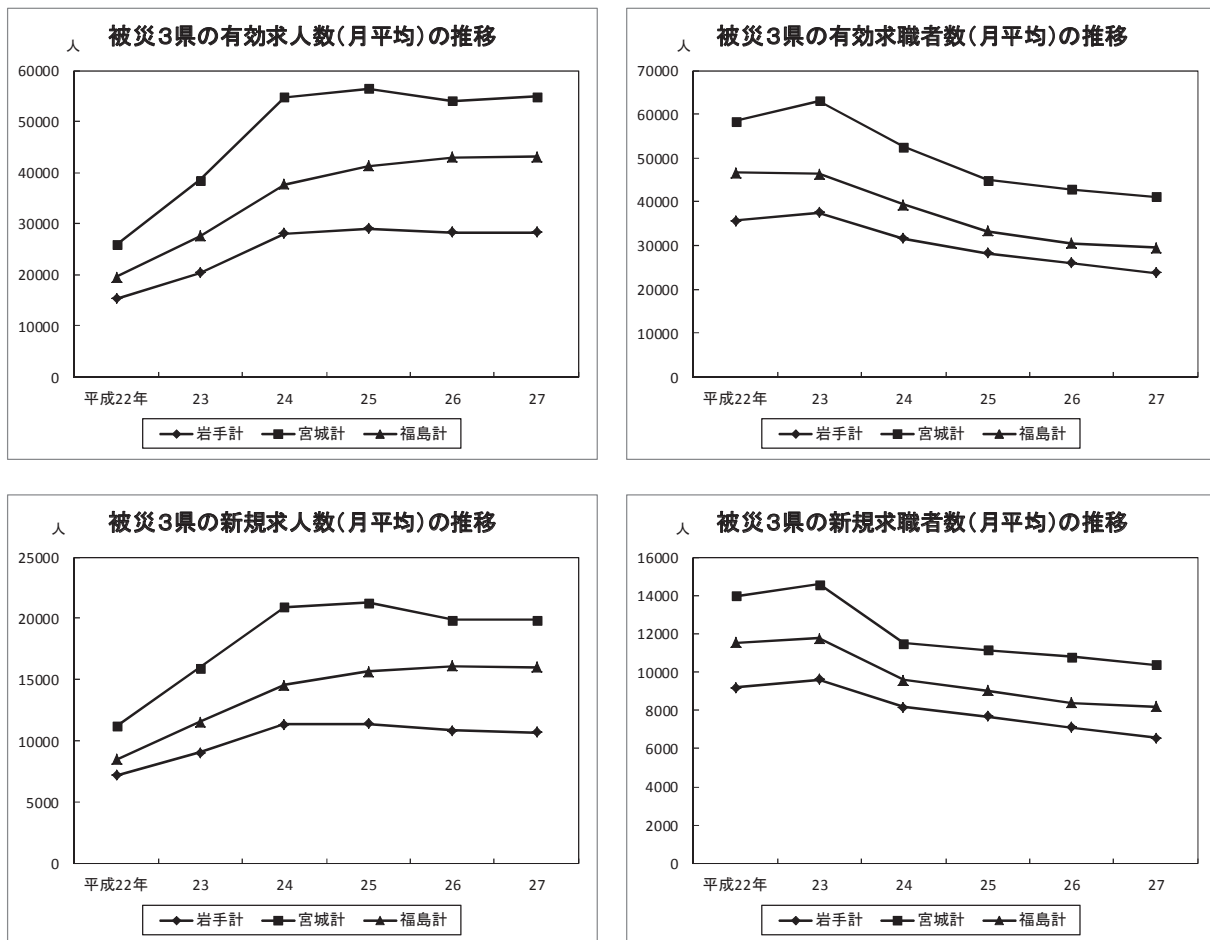 被災３県の有効求人数（月平均）の推移
人
60000
50000
40000
30000
20000
10000
0
平成22年 23 24 25 26 27
岩手計 宮城計 福島計
被災３県の有効求職者数（月平均）の推移
人
70000
60000
50000
40000
30000
20000
10000
0
平成22年 23 24 25 26 27
岩手計 宮城計 福島計
被災３県の新規求人数（月平均）の推移
人
25000
20000
15000
10000
5000
0
平成22年 23 24 25 26 27
岩手計 宮城計 福島計
被災３県の新規求職者数（月平均）の推移
人
16000
14000
12000
10000
8000
6000
4000
2000
0
平成22年 23 24 25 26 27
岩手計 宮城計 福島計